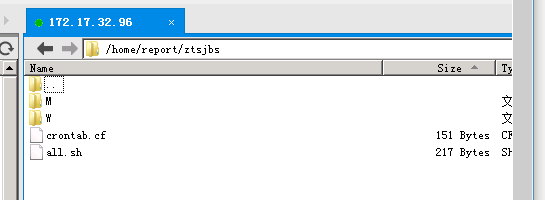 172.17.32.96 ×
/home/report/ztsjbs
Name Size Ty
..
M 文
W 文
crontab.cf 151 Bytes CF
all.sh 217 Bytes SH